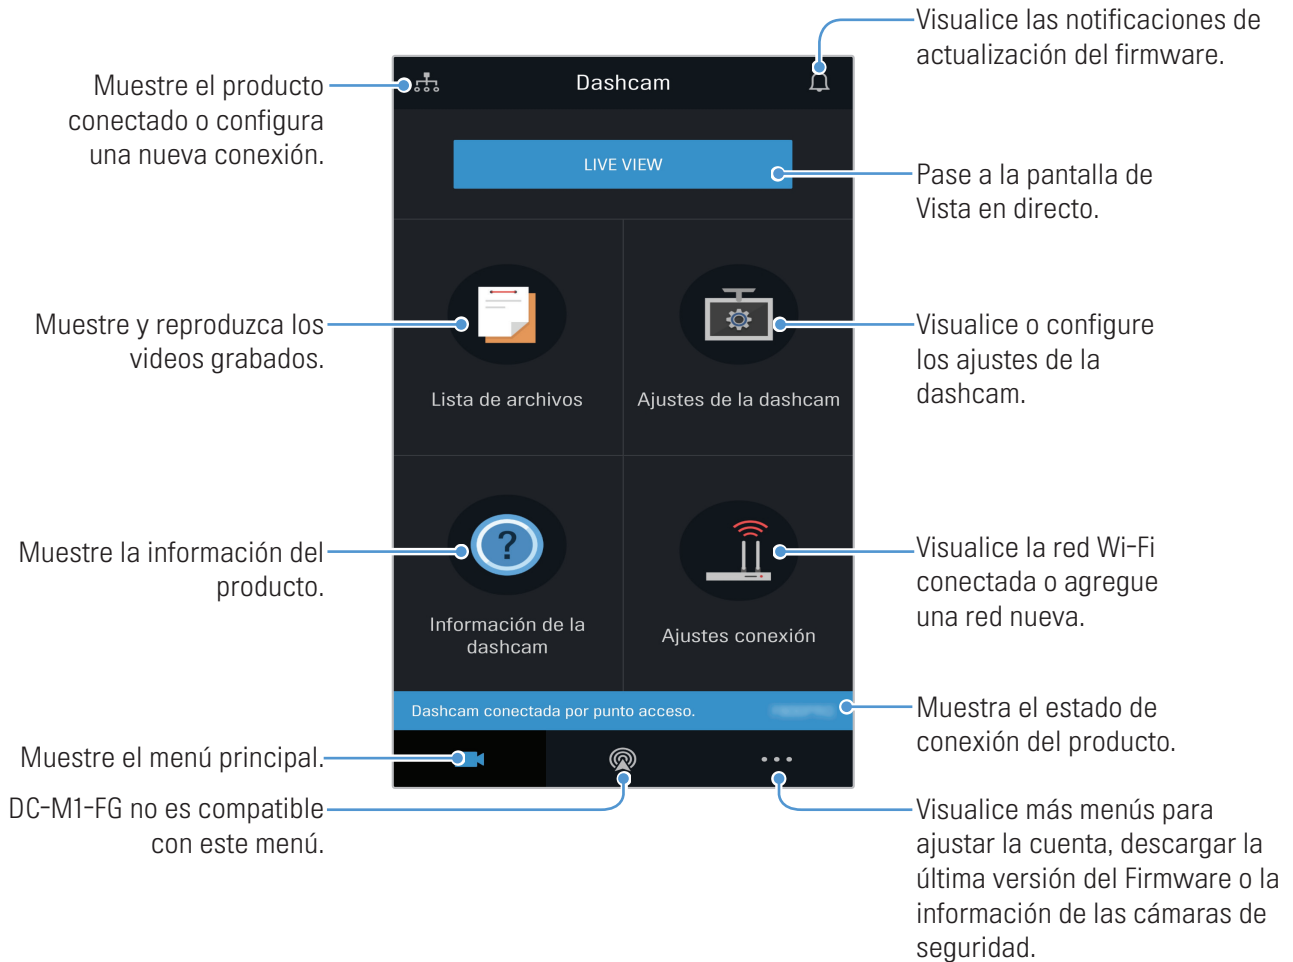 Visualice las notificaciones de
actualización del firmware.
Muestre el producto
conectado o configura
una nueva conexión.
Dashcam
LIVE VIEW
Pase a la pantalla de
Vista en directo.
Muestre y reproduzca los
videos grabados.
Lista de archivos
Ajustes de la dashcam
Visualice o configure
los ajustes de la
dashcam.
Muestre la información del
producto.
?
Información de la
dashcam
Ajustes conexión
Visualice la red Wi-Fi
conectada o agregue
una red nueva.
Dashcam conectada por punto acceso.
Muestra el estado de
conexión del producto.
Muestre el menú principal.
DC-M1-FG no es compatible
con este menú.
Visualice más menús para
ajustar la cuenta, descargar la
última versión del Firmware o la
información de las cámaras de
seguridad.